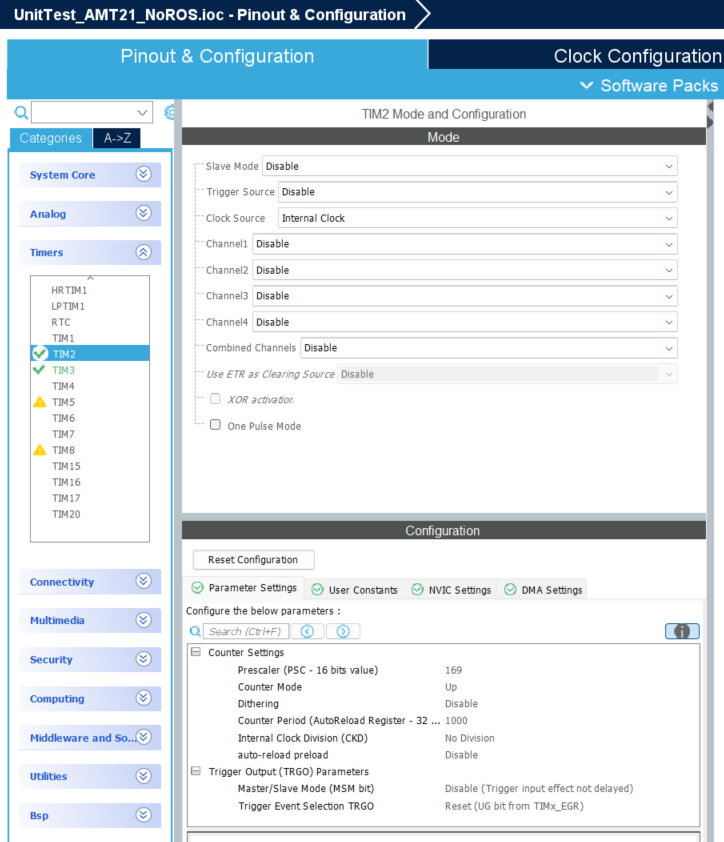 UnitTest_AMT21_NoROS.ioc - Pinout & Configuration
Pinout & Configuration
Clock Configuration
Software Packs
TIM2 Mode and Configuration
Categories
A->Z
Mode
System Core
Analog
Timers
HRTIM1
LPTIM1
RTC
TIM1
TIM2
TIM3
TIM4
TIM5
TIM6
TIM7
TIM8
TIM15
TIM16
TIM17
TIM20
Connectivity
Multimedia
Security
Computing
Middleware and So...
Utilities
Bsp
Slave Mode Disable
Trigger Source Disable
Clock Source Internal Clock
Channel1 Disable
Channel2 Disable
Channel3 Disable
Channel4 Disable
Combined Channels Disable
Use ETR as Clearing Source Disable
XOR activation
One Pulse Mode
Configuration
Reset Configuration
Parameter Settings
User Constants
NVIC Settings
DMA Settings
Configure the below parameters :
Search (Ctrl+F)
Counter Settings
Prescaler (PSC - 16 bits value) 169
Counter Mode Up
Dithering Disable
Counter Period (AutoReload Register - 32 ... 1000
Internal Clock Division (CKD) No Division
auto-reload preload Disable
Trigger Output (TRGO) Parameters
Master/Slave Mode (MSM bit) Disable (Trigger input effect not delayed)
Trigger Event Selection TRGO Reset (UG bit from TIMx_EGR)